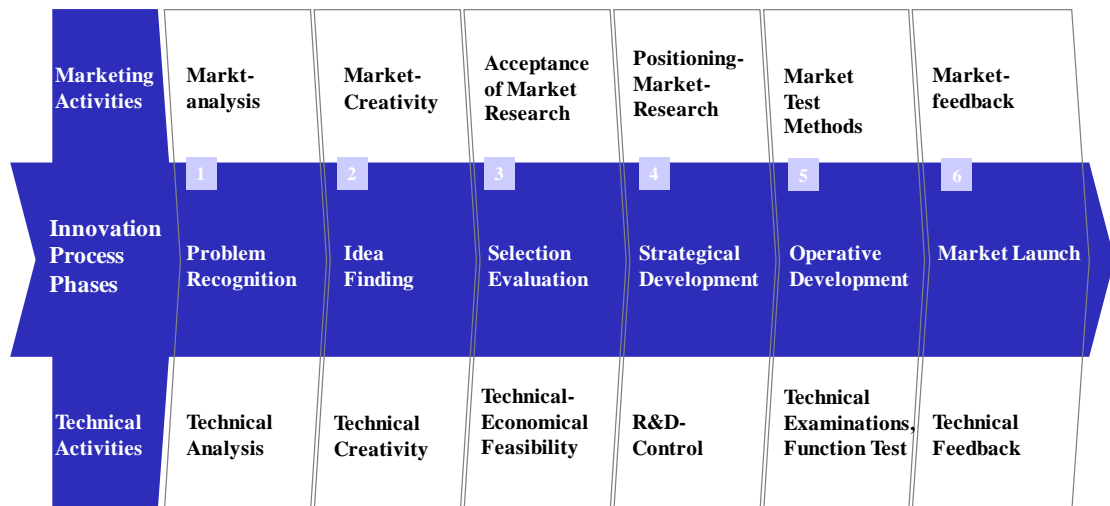 Marketing
Activities
Markt-
analysis
Market-
Creativity
Acceptance
of Market
Research
Positioning-
Market-
Research
Market
Test
Methods
Market-
feedback
1
2
3
4
5
6
Innovation
Process
Phases
Problem
Recognition
Idea
Finding
Selection
Evaluation
Strategical
Development
Operative
Development
Market Launch
Technical
Activities
Technical
Analysis
Technical
Creativity
Technical-
Economical
Feasibility
R&D-
Control
Technical
Examinations,
Function Test
Technical
Feedback